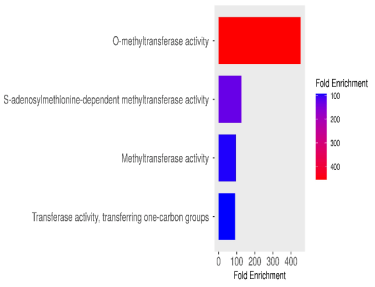 O-methyltransferase activity
S-adenosylmethionine-dependent methyltransferase activity
Methyltransferase activity
Transferase activity, transferring one-carbon groups
0 100 200 300 400
Fold Enrichment
Fold Enrichment
100
200
300
400